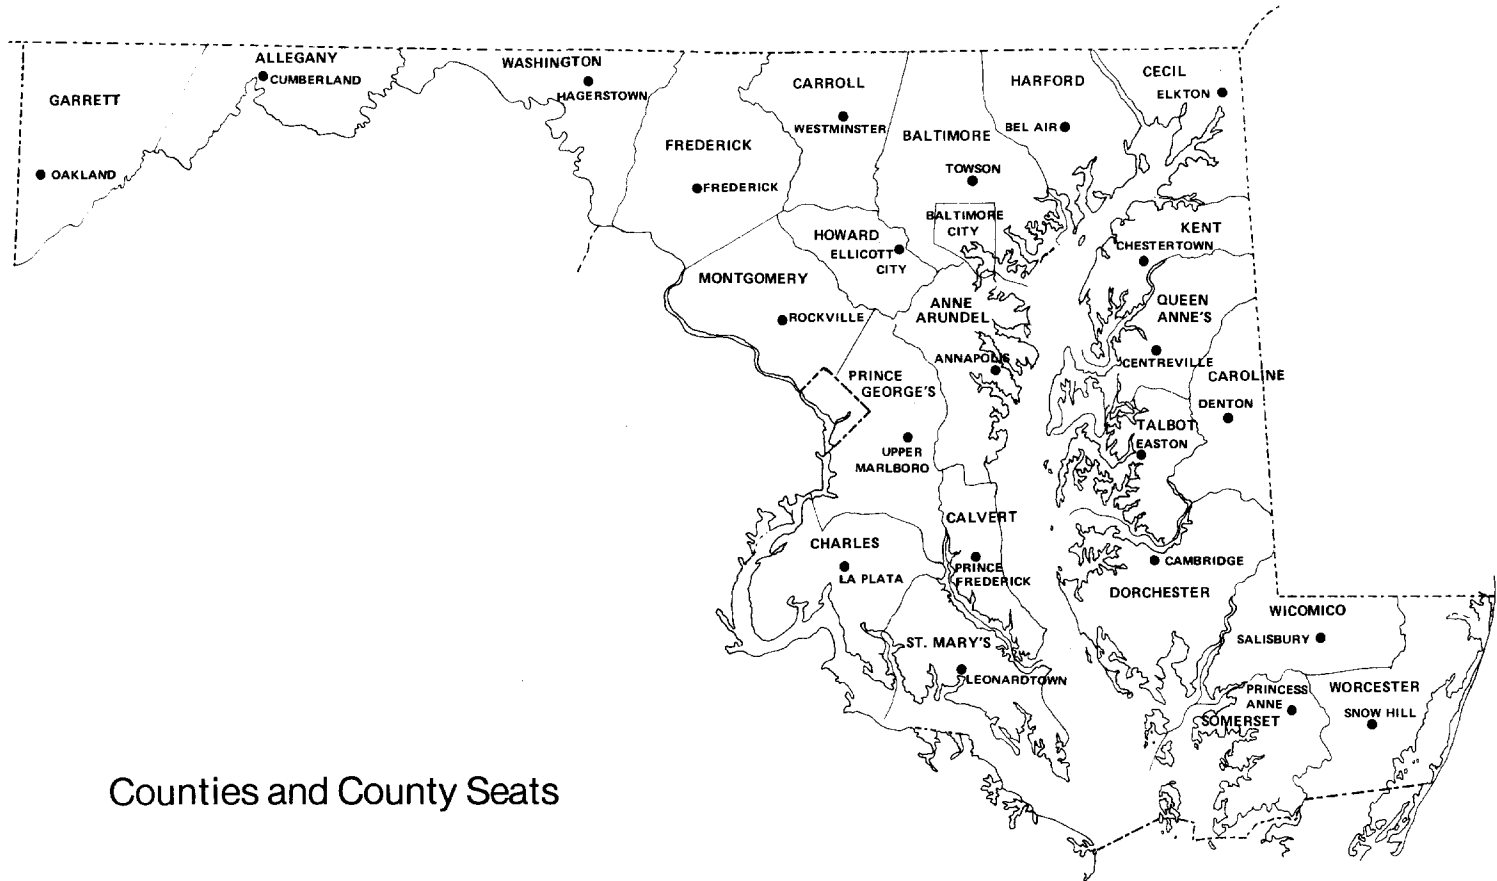 ALLEGANY
CUMBERLAND
GARRETT
OAKLAND
WASHINGTON
HAGERSTOWN
FREDERICK
FREDERICK
CARROLL
WESTMINSTER
BALTIMORE
TOWSON
BALTIMORE
CITY
HARFORD
BEL AIR
CECIL
ELKTON
KENT
CHESTERTOWN
HOWARD
ELLICOTT
CITY
MONTGOMERY
ROCKVILLE
ANNE
ARUNDEL
ANNAPOLIS
QUEEN
ANNE'S
CENTREVILLE
CAROLINE
DENTON
PRINCE
GEORGE'S
UPPER
MARLBORO
TALBOT
EASTON
CALVERT
PRINCE
FREDERICK
CHARLES
LA PLATA
CAMBRIDGE
DORCHESTER
ST. MARY'S
LEONARDTOWN
WICOMICO
SALISBURY
PRINCESS
ANNE
SOMERSET
WORCESTER
SNOW HILL
Counties and County Seats